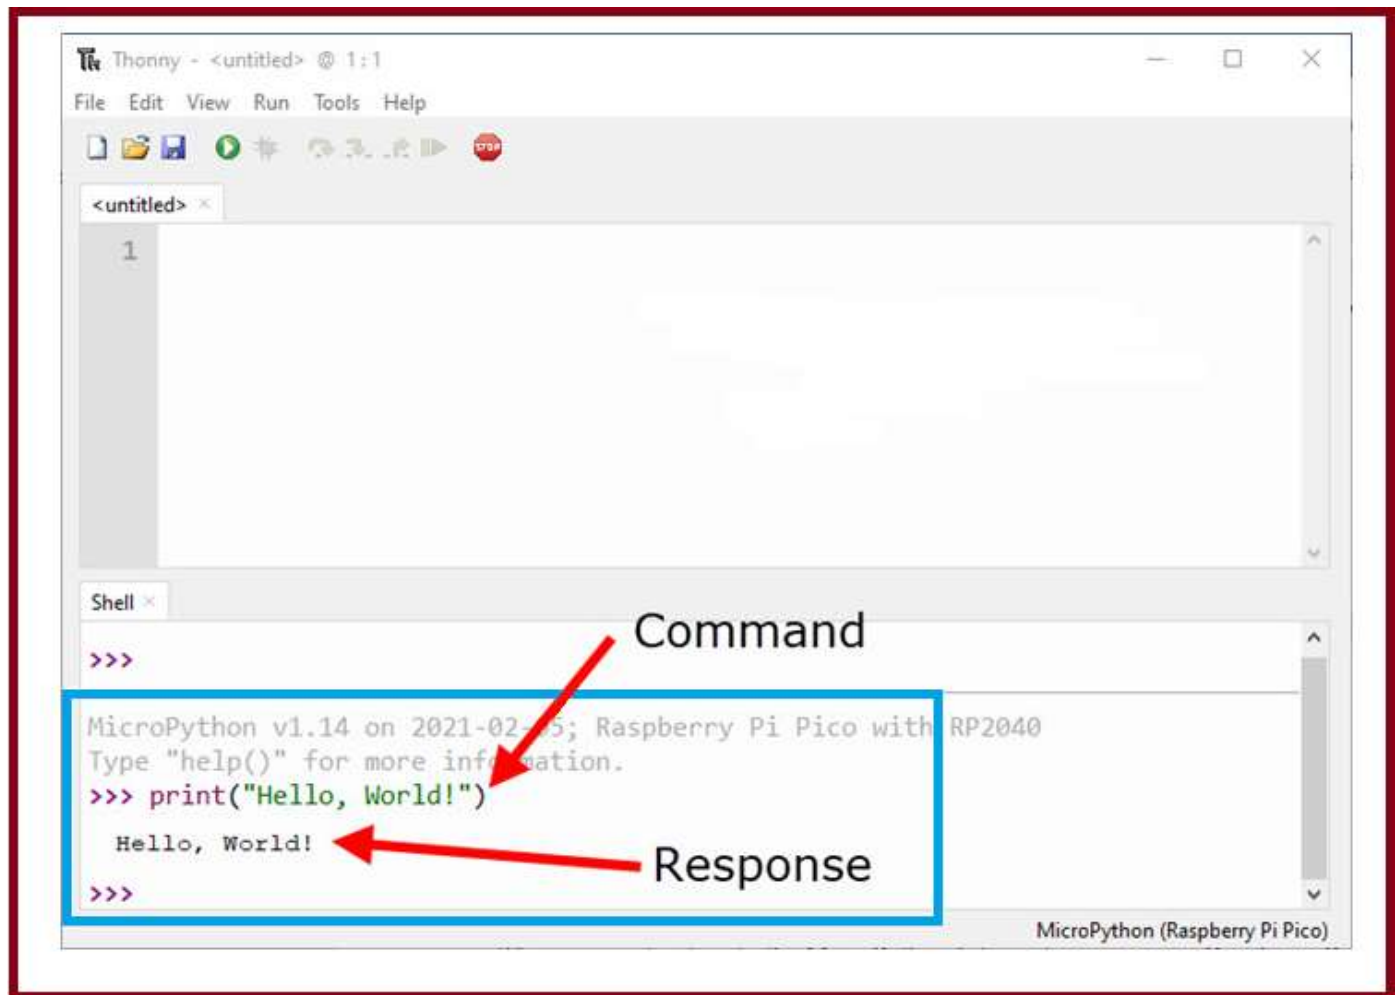 Thonny - <untitled> @ 1:1
File Edit View Run Tools Help
STOP
<untitled> ×
1
Shell ×
Command
>>>
MicroPython v1.14 on 2021-02-05; Raspberry Pi Pico with RP2040
Type "help()" for more information.
>>> print("Hello, World!")
Hello, World!
Response
>>>
MicroPython (Raspberry Pi Pico)